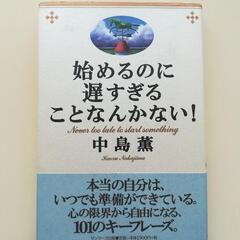 始めるのに
遅すぎる
ことなんかない!
Never too late to start something
中島薫
Kaoru Nakajima
本当の自分は、
いつでも準備ができている。
心の限界から自由になる、
101のキーフレーズ。